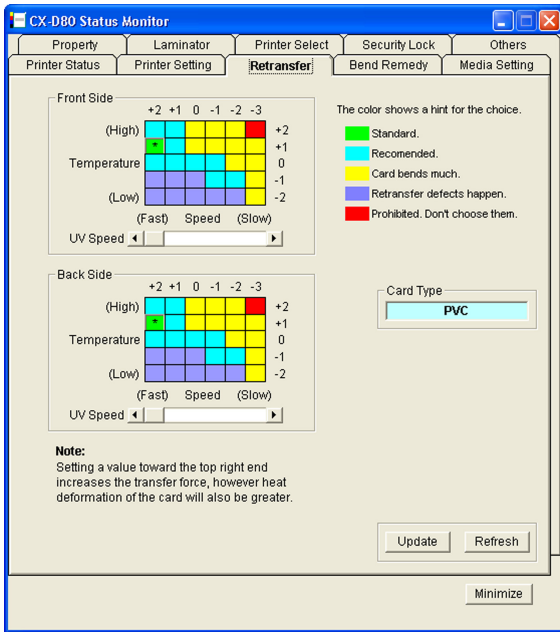 CX-D80 Status Monitor
Property Laminator Printer Select Security Lock Others
Printer Status Printer Setting Retransfer Bend Remedy Media Setting
Front Side
+2 +1 0 -1 -2 -3
(High) +2
* +1
Temperature 0
-1
(Low) -2
(Fast) Speed (Slow)
UV Speed
The color shows a hint for the choice.
Standard.
Recomended.
Card bends much.
Retransfer defects happen.
Prohibited. Don't choose them.
Back Side
+2 +1 0 -1 -2 -3
(High) +2
* +1
Temperature 0
-1
(Low) -2
(Fast) Speed (Slow)
UV Speed
Card Type
PVC
Note:
Setting a value toward the top right end
increases the transfer force, however heat
deformation of the card will also be greater.
Update Refresh
Minimize